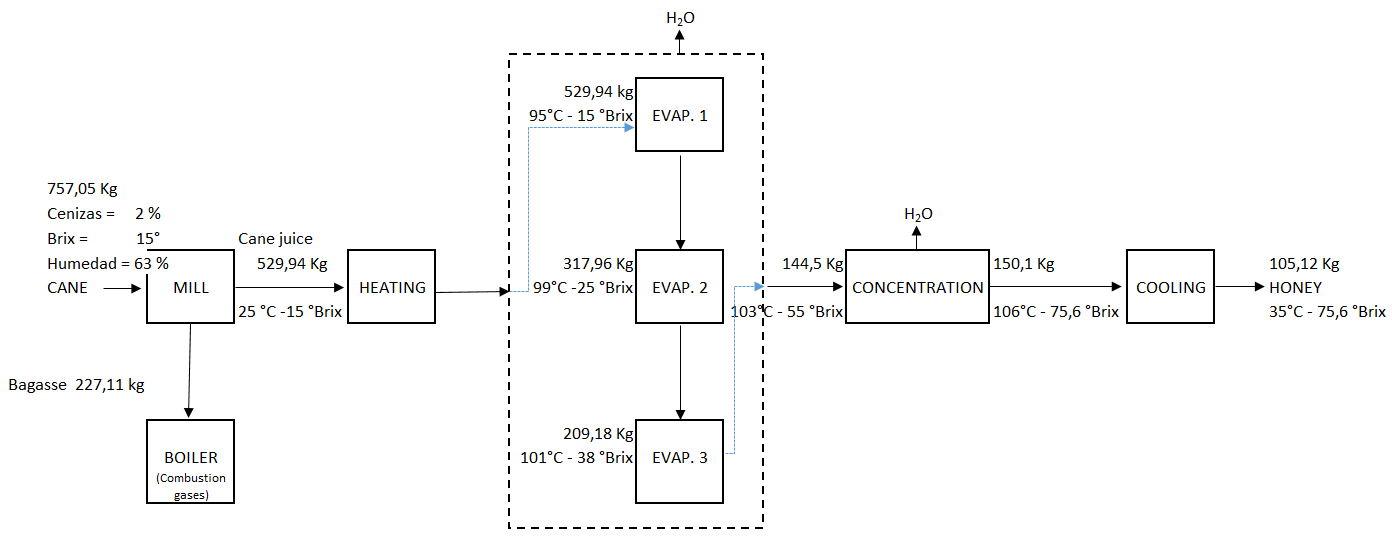 H₂O
529,94 kg
95°C - 15 °Brix
EVAP. 1
757,05 Kg
Cenizas = 2 %
Brix = 15°
Humedad = 63 %
CANE
MILL
Cane juice
529,94 Kg
25 °C -15 °Brix
HEATING
317,96 Kg
99°C -25 °Brix
EVAP. 2
144,5 Kg
103°C - 55 °Brix
H₂O
CONCENTRATION
150,1 Kg
106°C - 75,6 °Brix
COOLING
105,12 Kg
HONEY
35°C - 75,6 °Brix
Bagasse 227,11 kg
BOILER
(Combustion
gases)
209,18 Kg
101°C - 38 °Brix
EVAP. 3